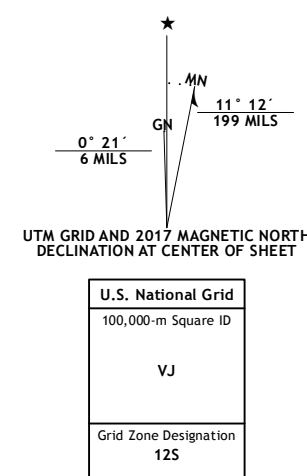 ★
MN
GN
11° 12´
199 MILS
0° 21´
6 MILS
UTM GRID AND 2017 MAGNETIC NORTH
DECLINATION AT CENTER OF SHEET
U.S. National Grid
100,000-m Square ID
VJ
Grid Zone Designation
12S